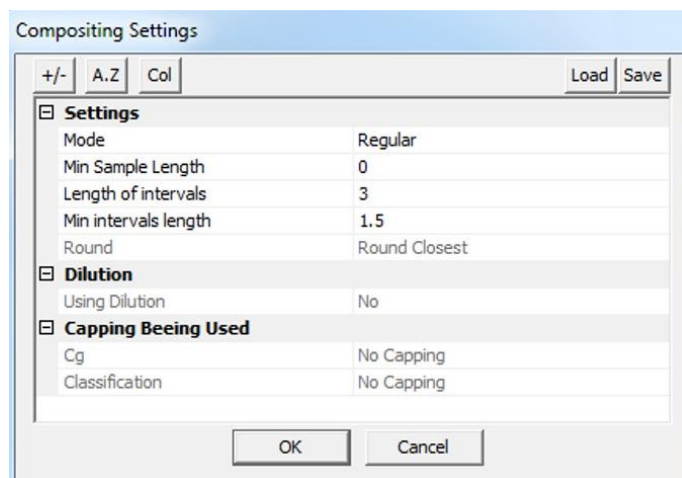 Compositing Settings
+/- A.Z Col Load Save
Settings
Mode Regular
Min Sample Length 0
Length of intervals 3
Min intervals length 1.5
Round Round Closest
Dilution
Using Dilution No
Capping Beeing Used
Cg No Capping
Classification No Capping
OK Cancel